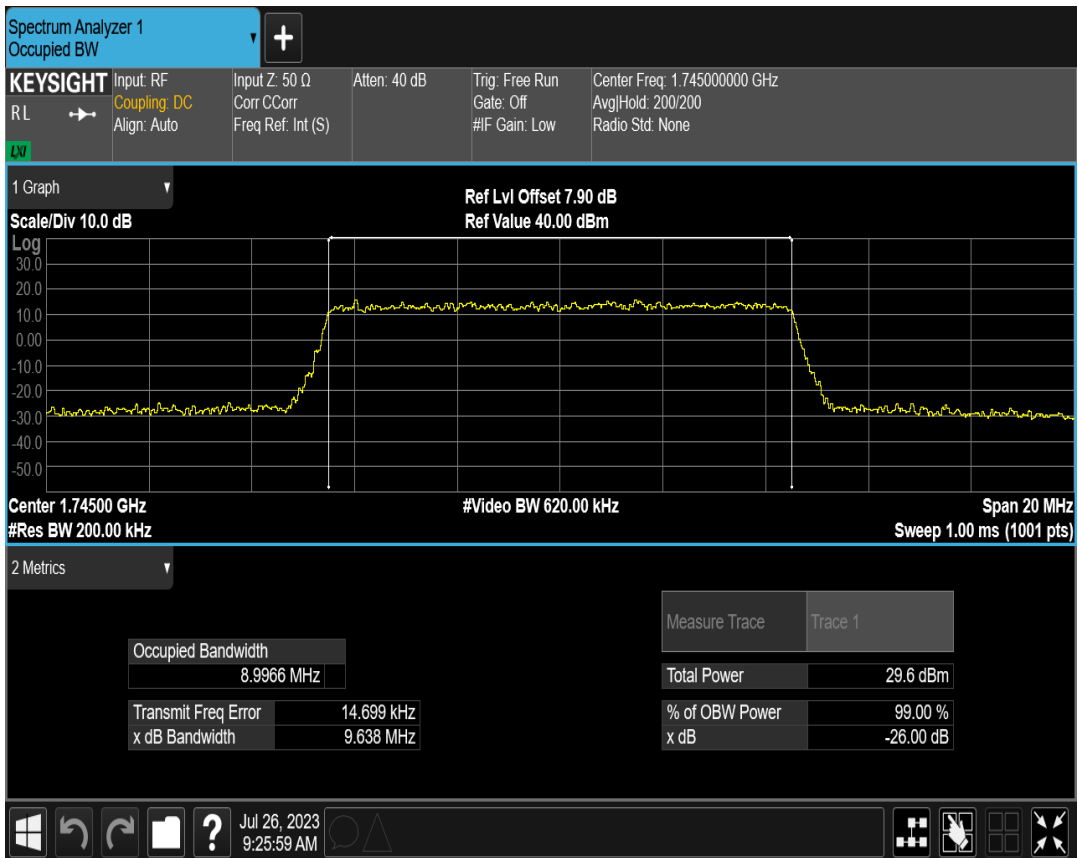 Spectrum Analyzer 1
Occupied BW
KEYSIGHT
R L
LXI
Input: RF
Coupling: DC
Align: Auto
Input Z: 50 Ω
Corr CCorr
Freq Ref: Int (S)
Atten: 40 dB
Trig: Free Run
Gate: Off
#IF Gain: Low
Center Freq: 1.745000000 GHz
Avg|Hold: 200/200
Radio Std: None
1 Graph
Scale/Div 10.0 dB
Ref Lvl Offset 7.90 dB
Ref Value 40.00 dBm
Log
30.0
20.0
10.0
0.00
-10.0
-20.0
-30.0
-40.0
-50.0
Center 1.74500 GHz
#Video BW 620.00 kHz
Span 20 MHz
#Res BW 200.00 kHz
Sweep 1.00 ms (1001 pts)
2 Metrics
Measure Trace Trace 1
Occupied Bandwidth
8.9966 MHz
Total Power 29.6 dBm
Transmit Freq Error 14.699 kHz
% of OBW Power 99.00 %
x dB Bandwidth 9.638 MHz
x dB -26.00 dB
?
Jul 26, 2023
9:25:59 AM